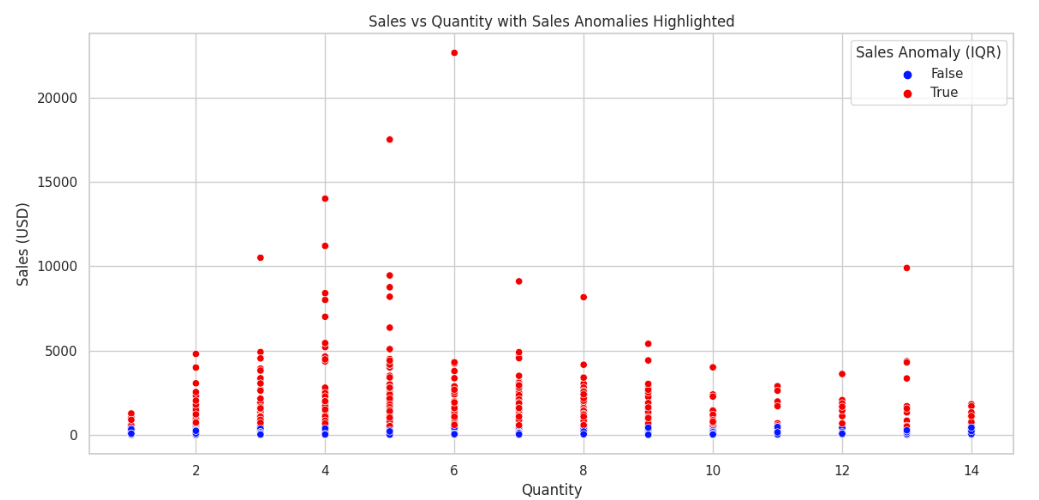 Sales vs Quantity with Sales Anomalies Highlighted
Sales Anomaly (IQR)
False
True
Sales (USD)
20000
15000
10000
5000
0
2 4 6 8 10 12 14
Quantity